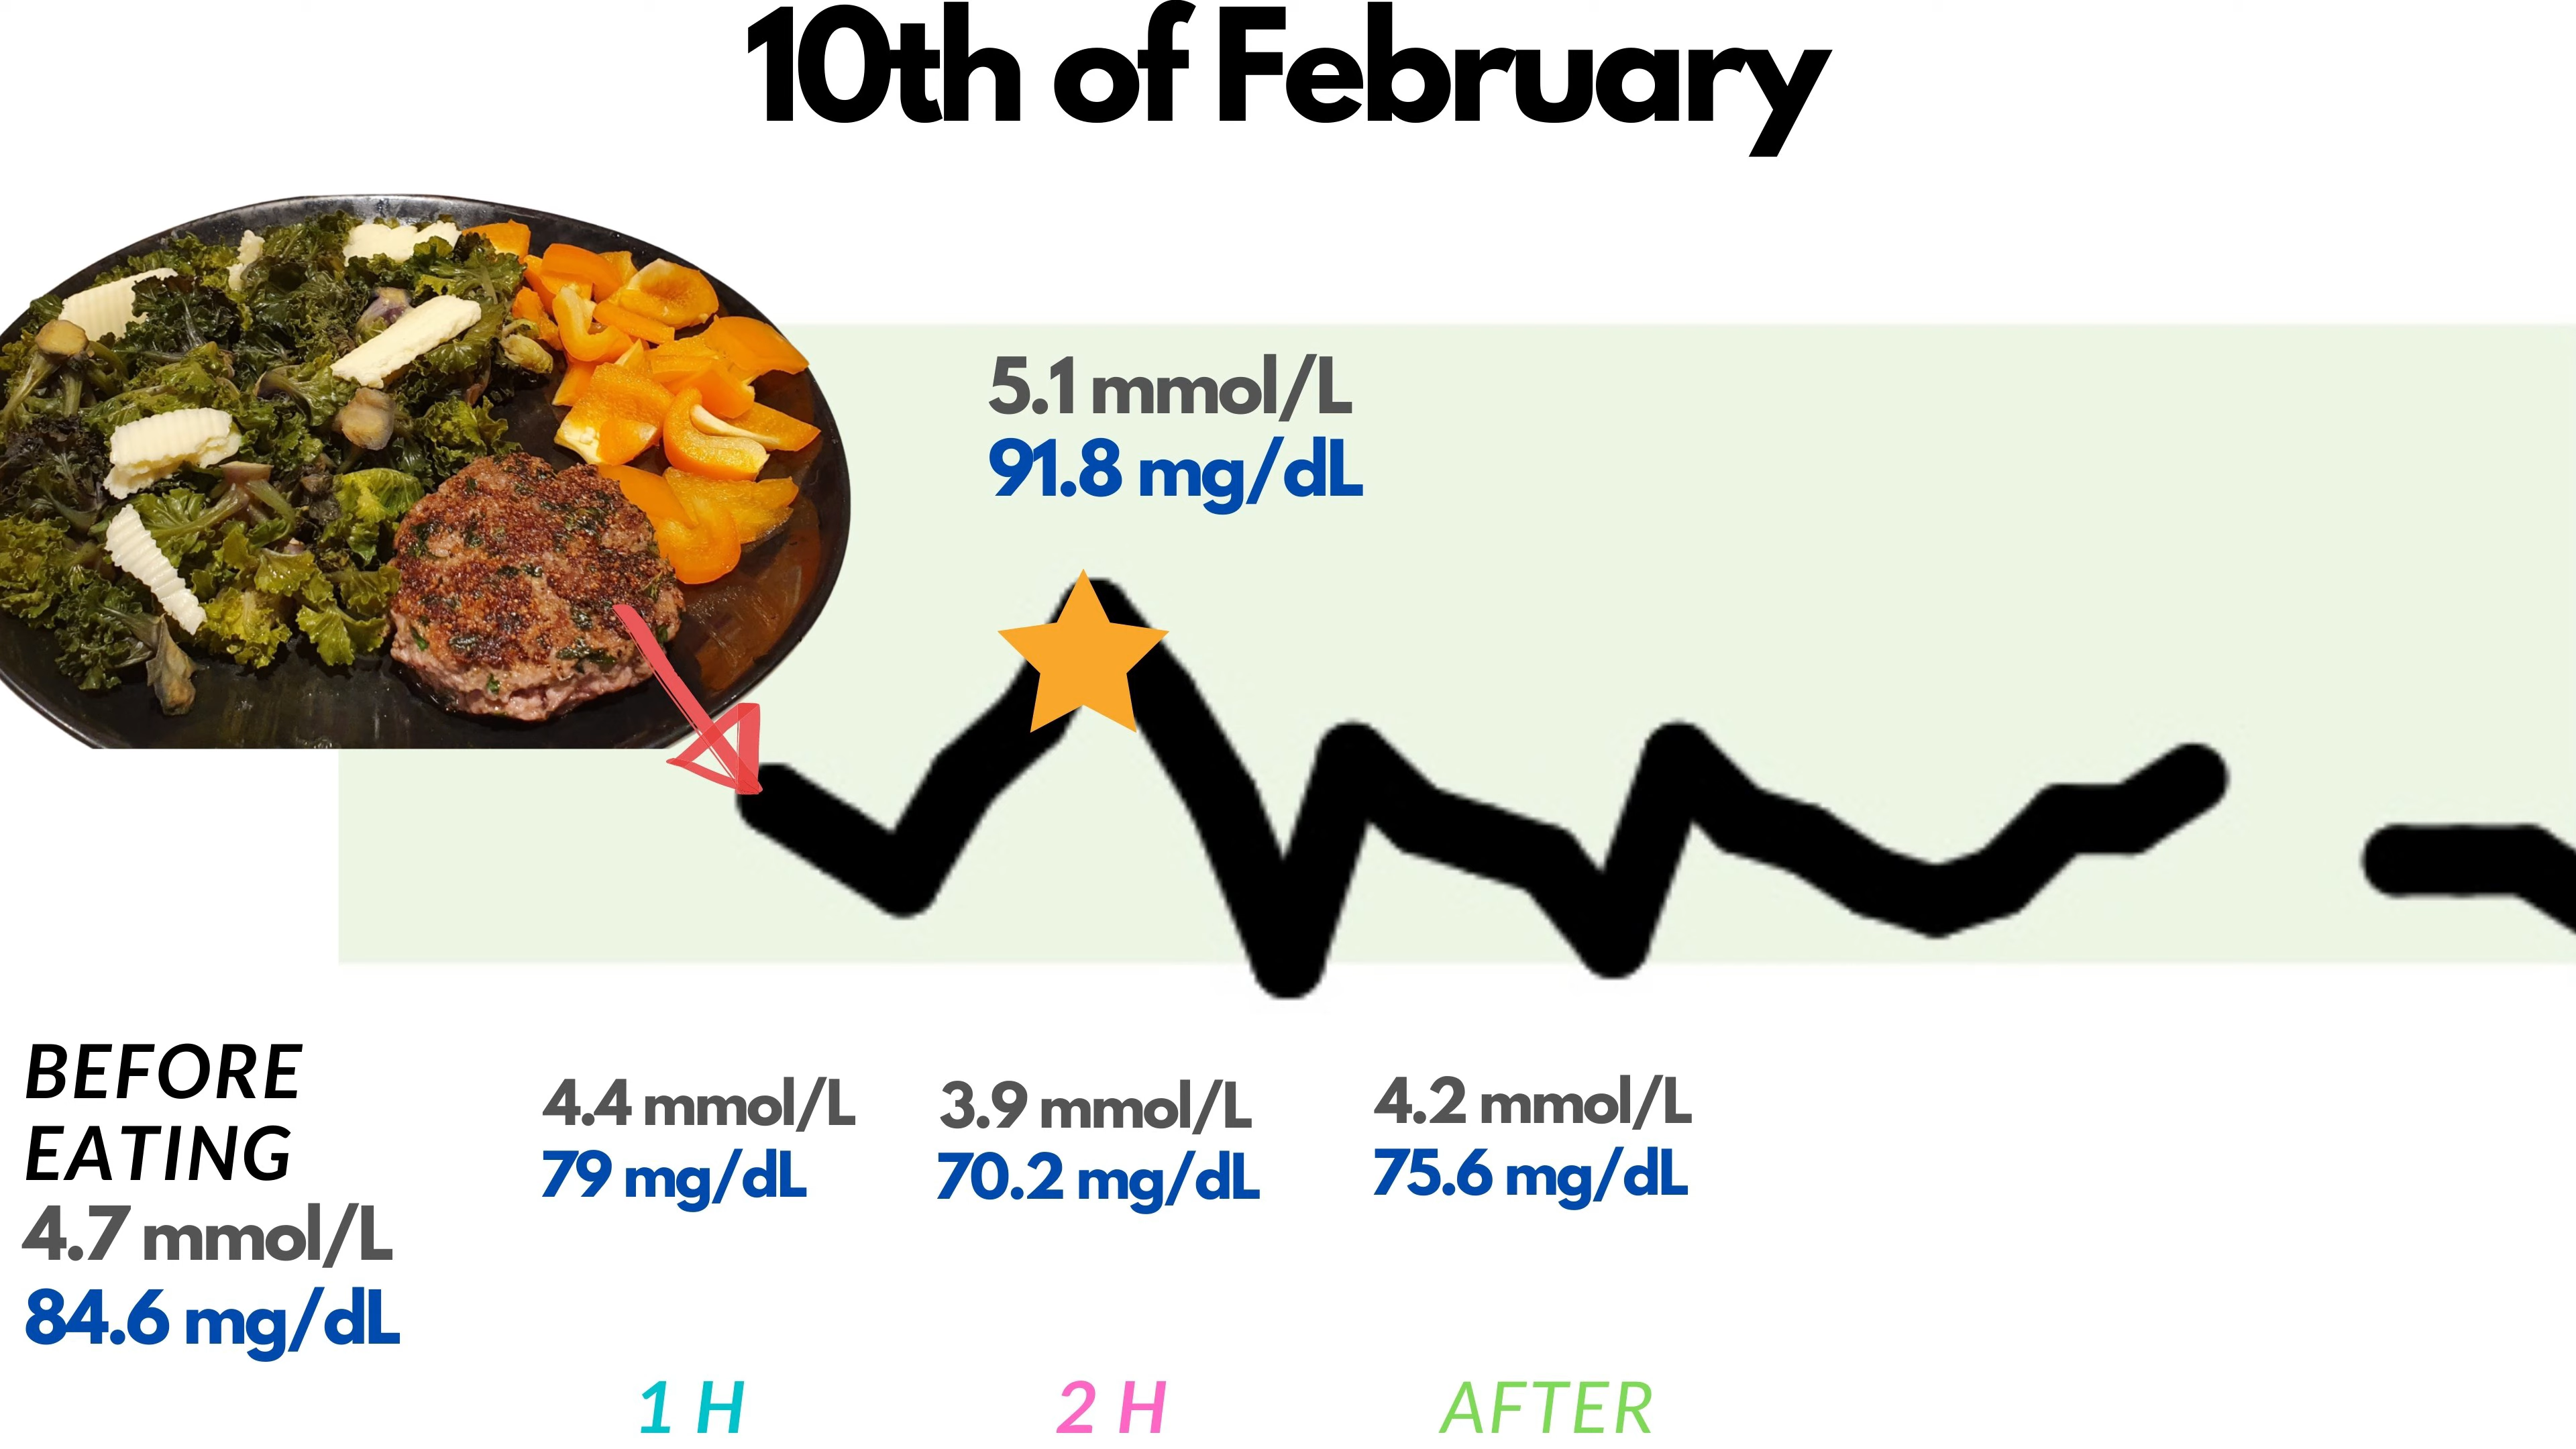 10th of February
5.1 mmol/L
91.8 mg/dL
BEFORE
EATING
4.7 mmol/L
84.6 mg/dL
4.4 mmol/L
79 mg/dL
3.9 mmol/L
70.2 mg/dL
4.2 mmol/L
75.6 mg/dL
1 H
2 H
AFTER